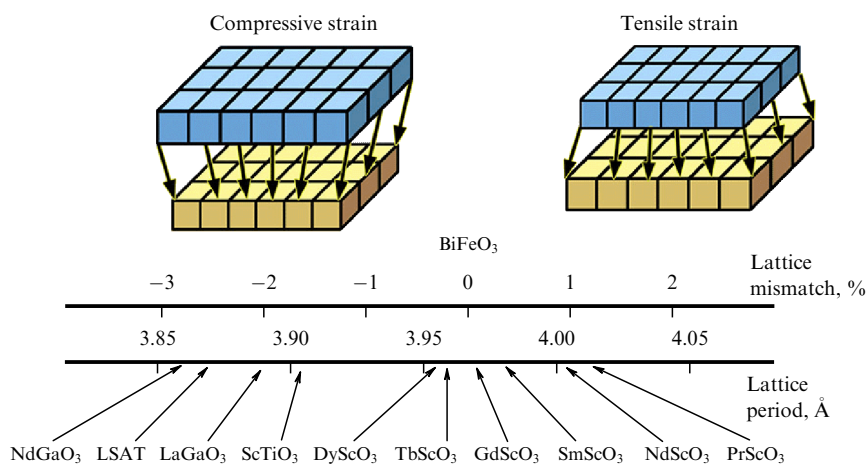 Compressive strain
Tensile strain
BiFeO₃
−3 −2 −1 0 1 2
Lattice
mismatch, %
3.85 3.90 3.95 4.00 4.05
Lattice
period, Å
NdGaO₃ LSAT LaGaO₃ ScTiO₃ DyScO₃ TbScO₃ GdScO₃ SmScO₃ NdScO₃ PrScO₃